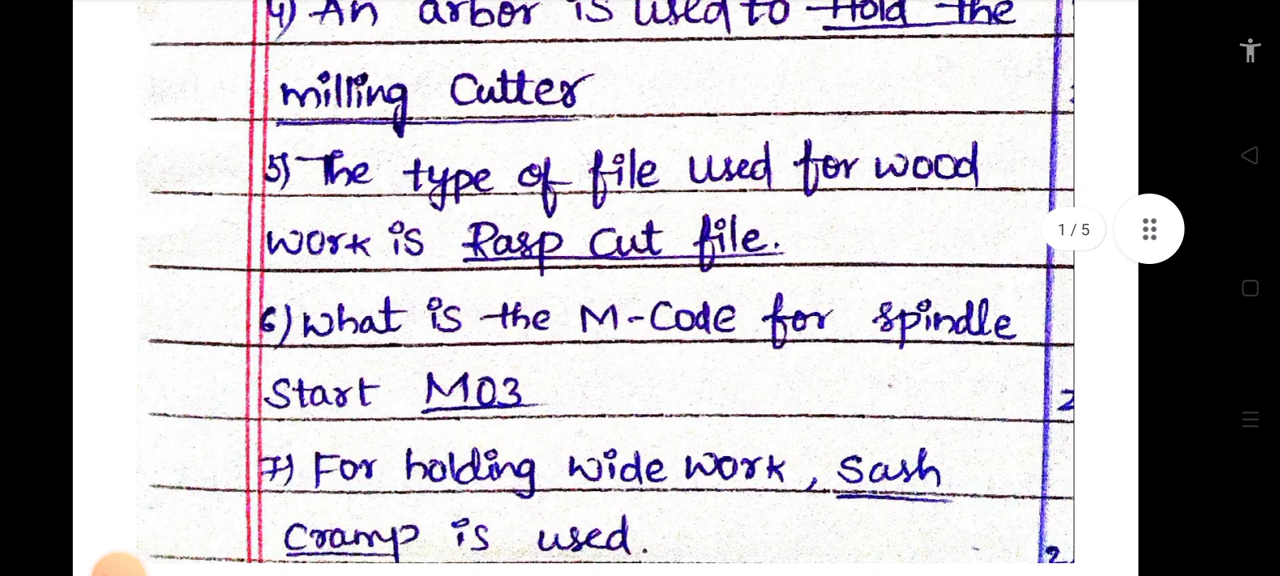 4) An arbor is used to Hold the
milling Cutter
5) The type of file used for wood
work is Rasp Cut file.
1 / 5
6) What is the M-Code for spindle
Start M03
2
7) For holding wide work, Sash
Cramp is used.
2